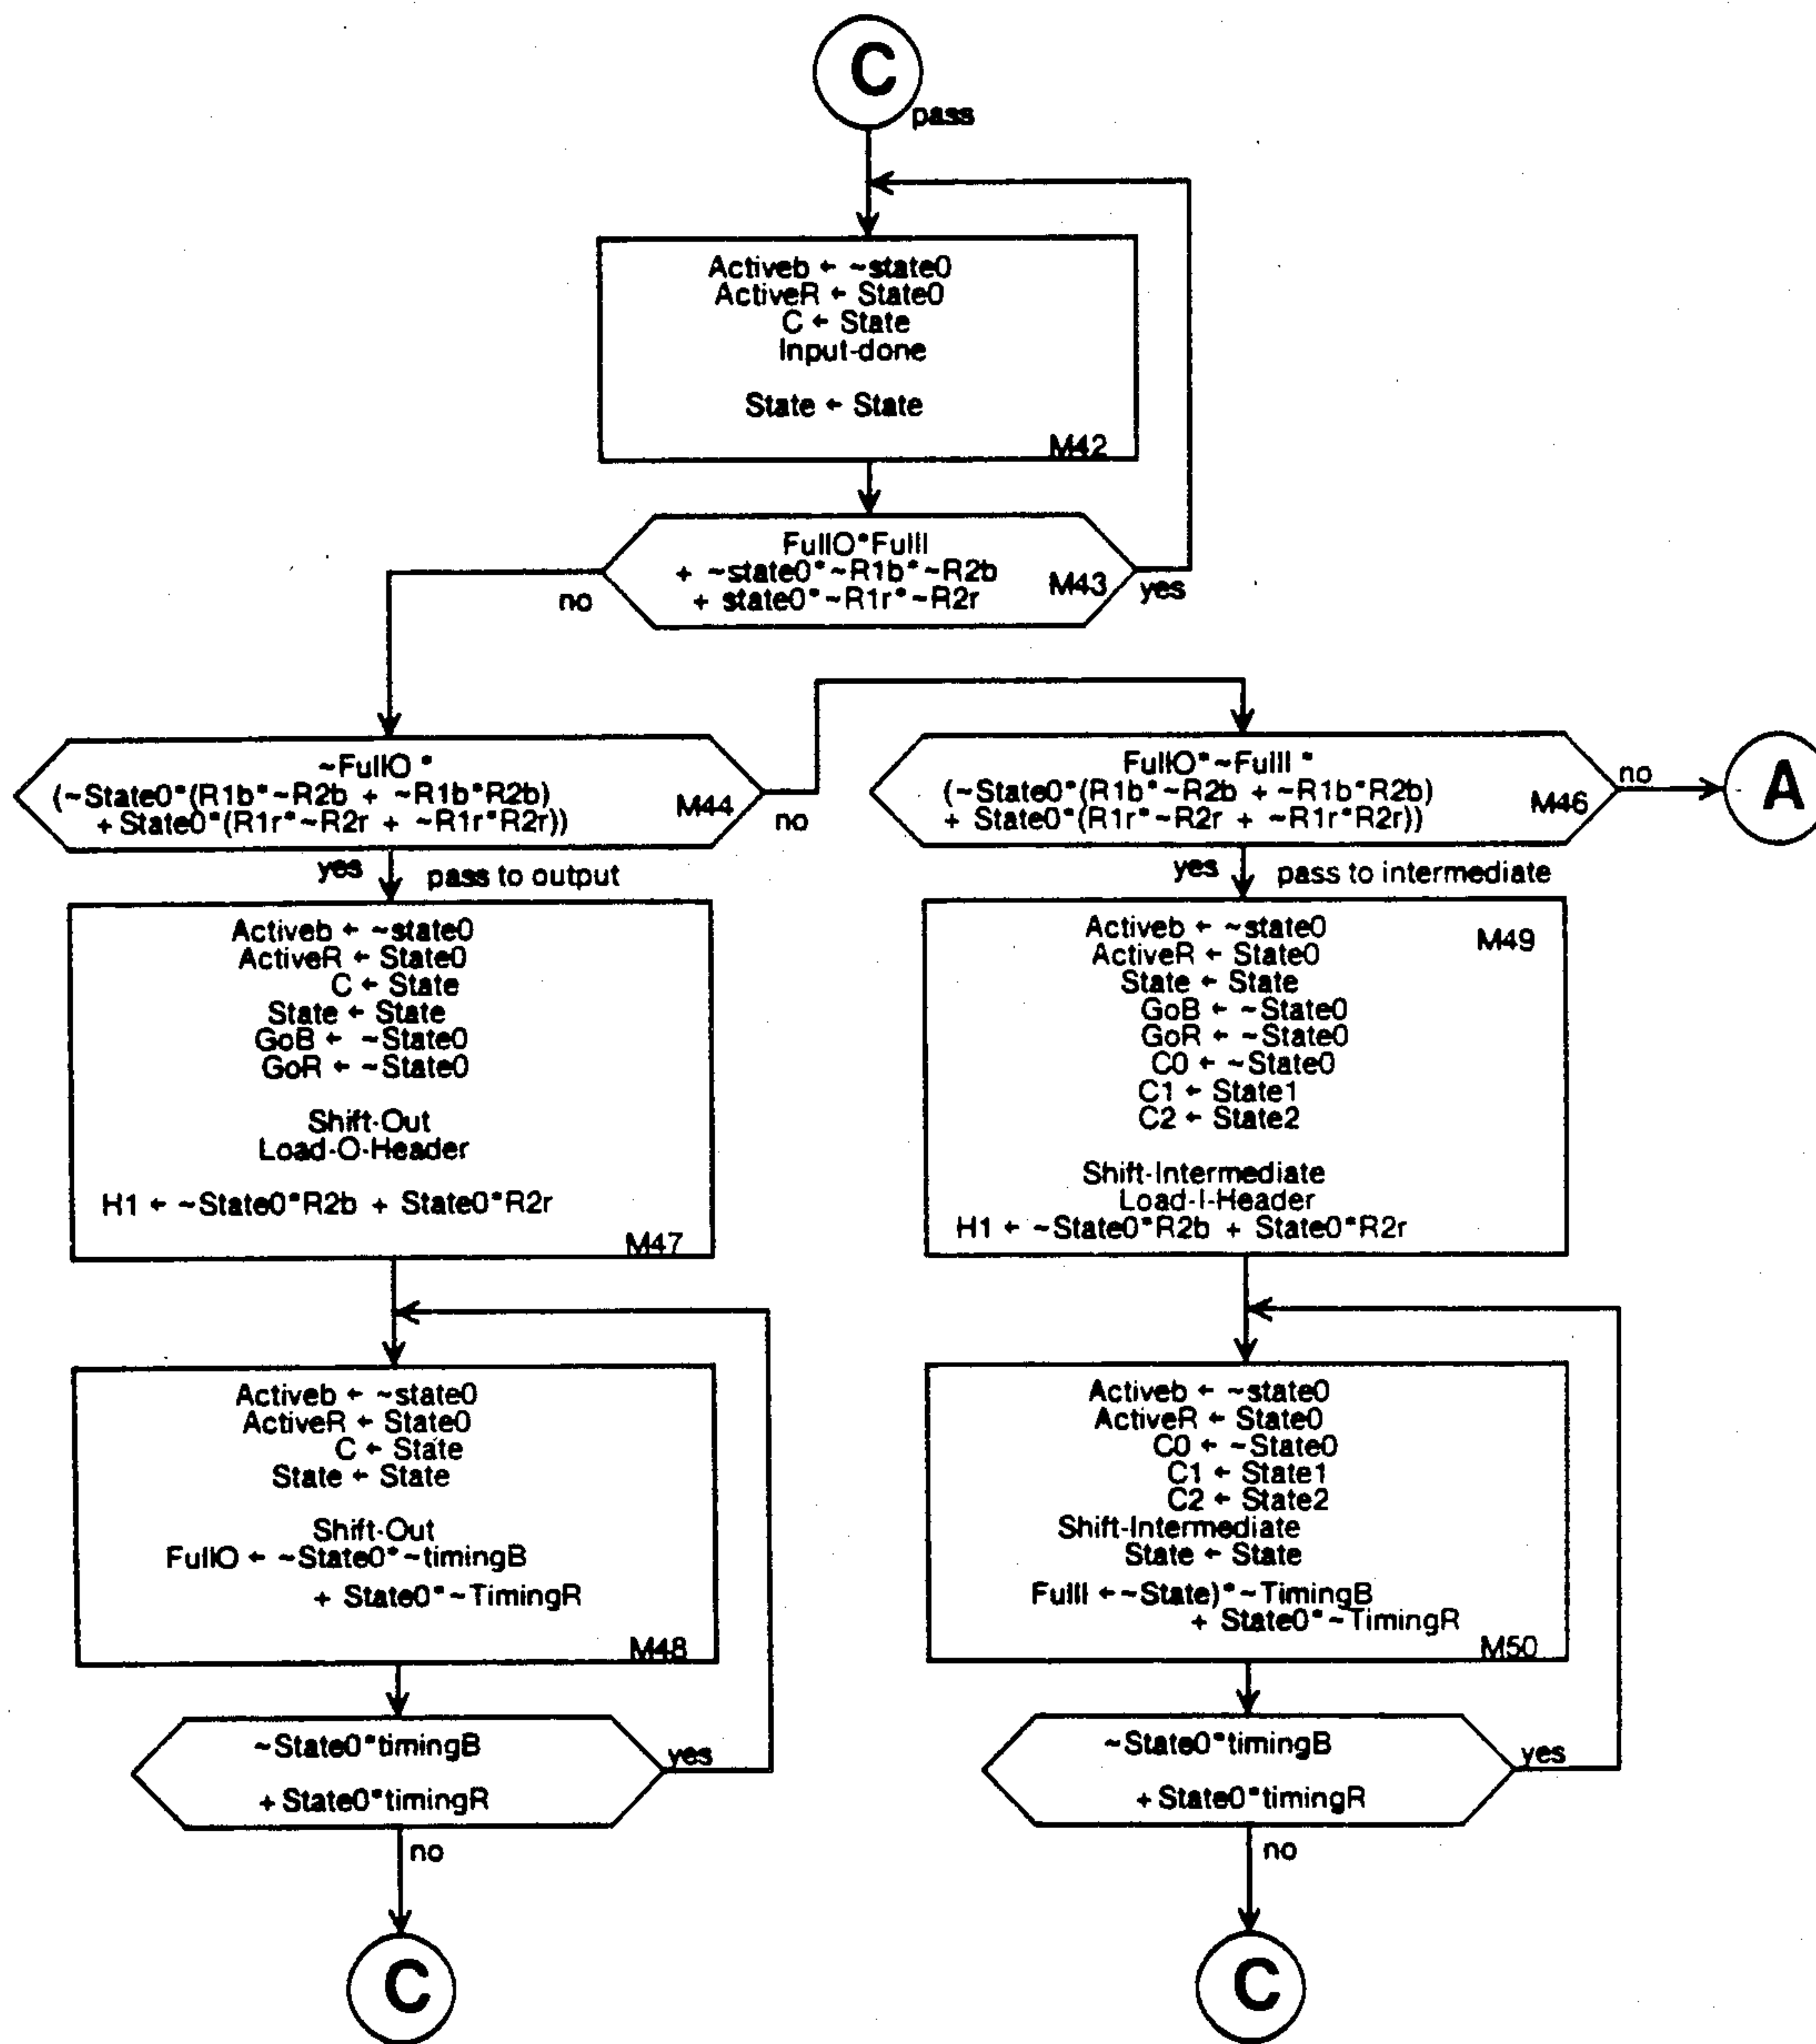 C
pass
Activeb ← ~state0
ActiveR ← State0
C ← State
Input-done
State ← State
M42
FullO*FullI
+ ~state0*~R1b*~R2b
+ state0*~R1r*~R2r
M43
yes
no
~FullO *
(~State0*(R1b*~R2b + ~R1b*R2b)
+ State0*(R1r*~R2r + ~R1r*R2r))
M44
no
yes
pass to output
FullO*~FullI *
(~State0*(R1b*~R2b + ~R1b*R2b)
+ State0*(R1r*~R2r + ~R1r*R2r))
M46
no
A
yes
pass to intermediate
Activeb ← ~state0
ActiveR ← State0
C ← State
State ← State
GoB ← ~State0
GoR ← ~State0
Shift-Out
Load-O-Header
H1 ← ~State0*R2b + State0*R2r
M47
Activeb ← ~state0
M49
ActiveR ← State0
State ← State
GoB ← ~State0
GoR ← ~State0
C0 ← ~State0
C1 ← State1
C2 ← State2
Shift-Intermediate
Load-I-Header
H1 ← ~State0*R2b + State0*R2r
Activeb ← ~state0
ActiveR ← State0
C ← State
State ← State
Shift-Out
FullO ← ~State0*~timingB
+ State0*~TimingR
M48
Activeb ← ~state0
ActiveR ← State0
C0 ← ~State0
C1 ← State1
C2 ← State2
Shift-Intermediate
State ← State
FullI ←~State)*~TimingB
+ State0*~TimingR
M50
~State0*timingB
+ State0*timingR
yes
no
~State0*timingB
+ State0*timingR
yes
no
C
C